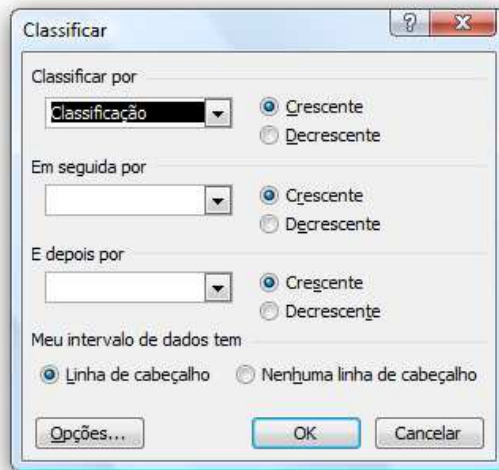 Classificar
Classificar por
Classificação
Crescente
Decrescente
Em seguida por
Crescente
Decrescente
E depois por
Crescente
Decrescente
Meu intervalo de dados tem
Linha de cabeçalho Nenhuma linha de cabeçalho
Opções... OK Cancelar